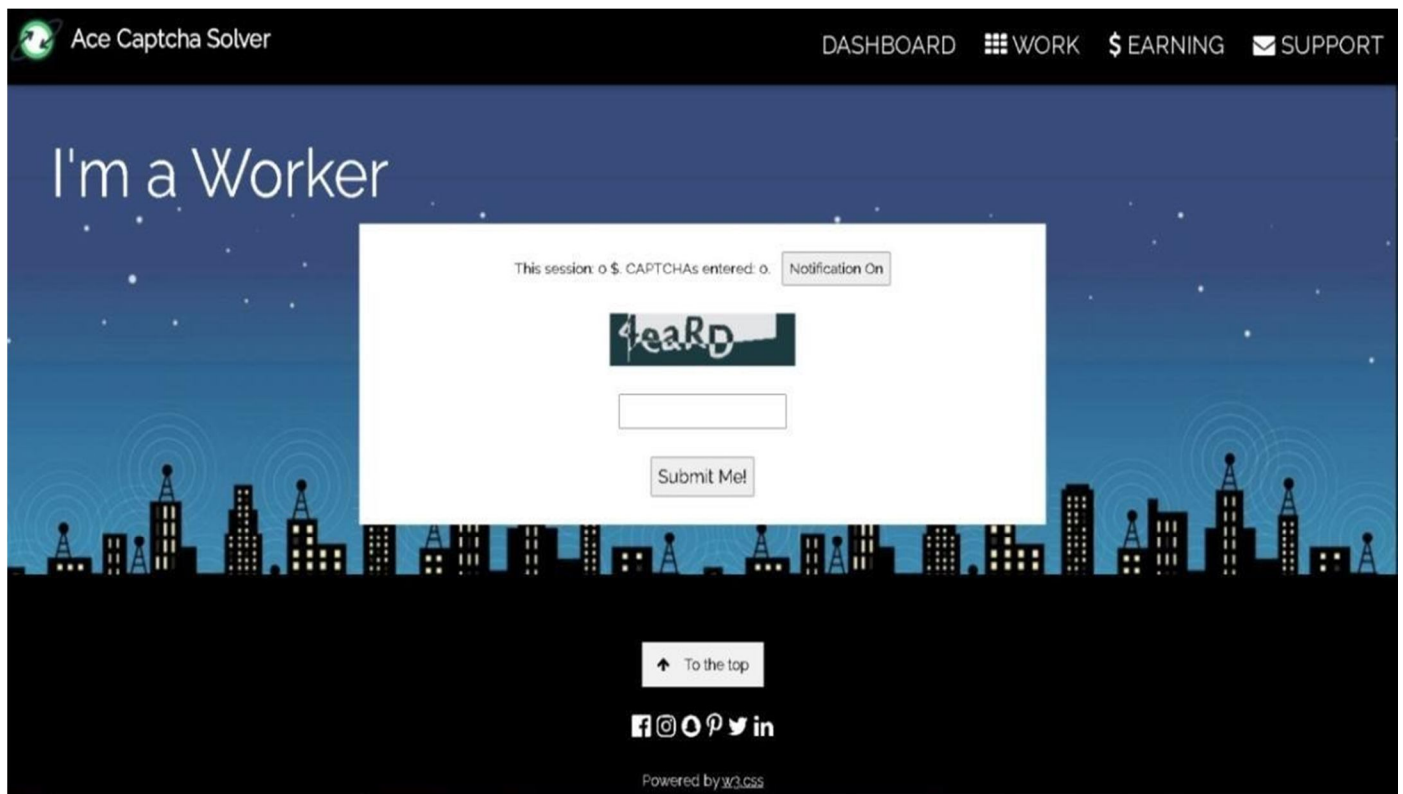 Ace Captcha Solver
DASHBOARD WORK $ EARNING SUPPORT
I'm a Worker
This session: 0 $. CAPTCHAs entered: 0. Notification On
Submit Me!
To the top
Powered by w3.css